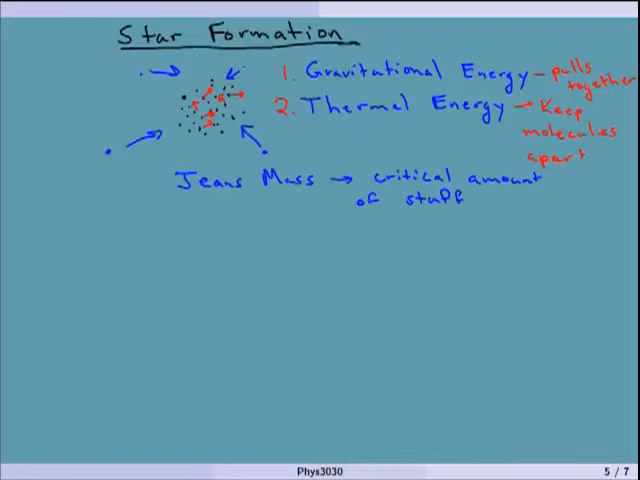 Star Formation
1. Gravitational Energy - pulls together
2. Thermal Energy → Keep molecules apart
Jeans Mass → critical amount
of stuff
Phys3030
5 / 7